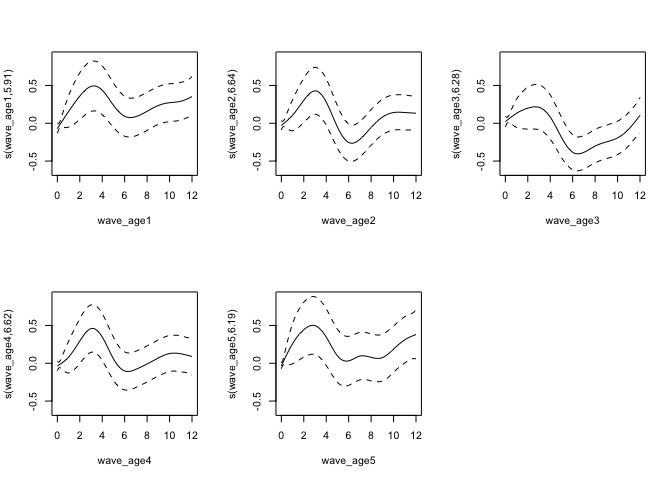 s(wave_age1,5.91)
0.5
0.0
-0.5
0 2 4 6 8 10 12
wave_age1
s(wave_age2,6.64)
0.5
0.0
-0.5
0 2 4 6 8 10 12
wave_age2
s(wave_age3,6.28)
0.5
0.0
-0.5
0 2 4 6 8 10 12
wave_age3
s(wave_age4,6.62)
0.5
0.0
-0.5
0 2 4 6 8 10 12
wave_age4
s(wave_age5,6.19)
0.5
0.0
-0.5
0 2 4 6 8 10 12
wave_age5